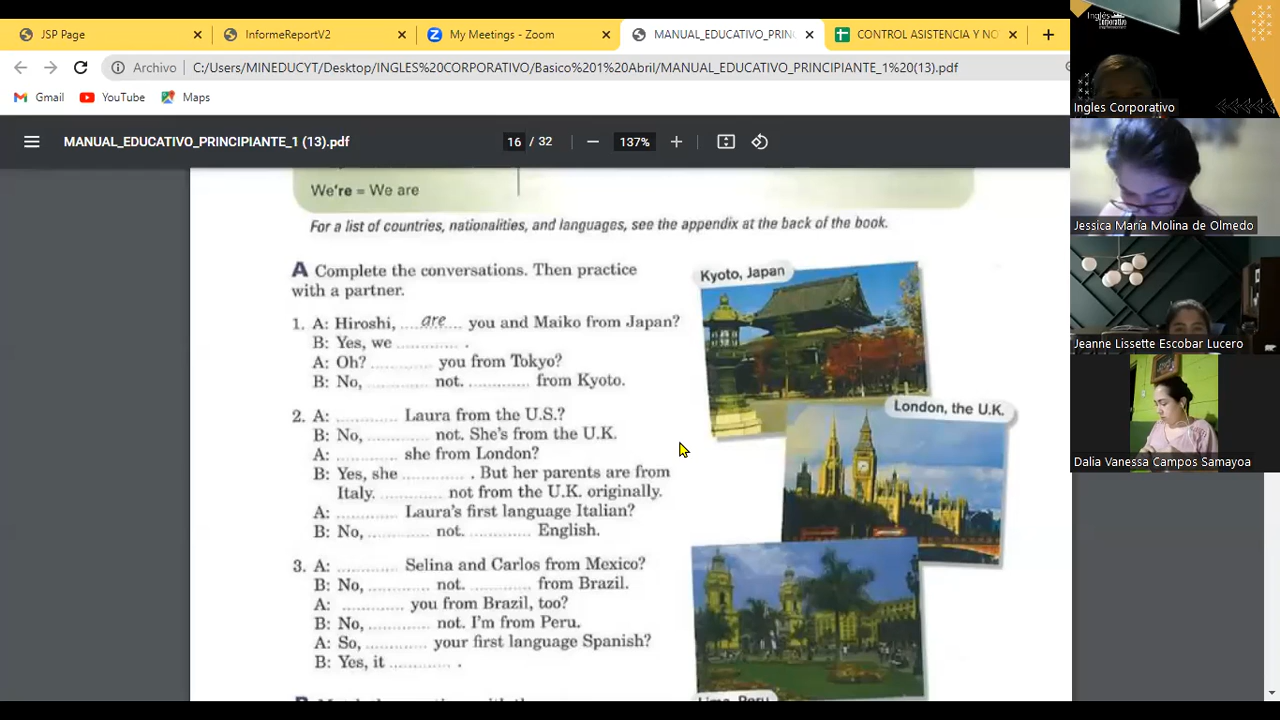 JSP Page
InformeReportV2
My Meetings - Zoom
MANUAL_EDUCATIVO_PRIN
CONTROL ASISTENCIA Y NO
Archivo
C:/Users/MINEDUCYT/Desktop/INGLES%20CORPORATIVO/Basico%201%20Abril/MANUAL_EDUCATIVO_PRINCIPIANTE_1%20(13).pdf
Gmail
YouTube
Maps
MANUAL_EDUCATIVO_PRINCIPIANTE_1 (13).pdf
16 / 32
137%
We're = We are
For a list of countries, nationalities, and languages, see the appendix at the back of the book.
A Complete the conversations. Then practice
with a partner.
1. A: Hiroshi, are you and Maiko from Japan?
B: Yes, we ............ .
A: Oh? ............ you from Tokyo?
B: No, ............ not. ............ from Kyoto.
2. A: ............ Laura from the U.S.?
B: No, ............ not. She's from the U.K.
A: ............ she from London?
B: Yes, she ............ . But her parents are from
Italy. ............ not from the U.K. originally.
A: ............ Laura's first language Italian?
B: No, ............ not. ............ English.
3. A: ............ Selina and Carlos from Mexico?
B: No, ............ not. ............ from Brazil.
A: ............ you from Brazil, too?
B: No, ............ not. I'm from Peru.
A: So, ............ your first language Spanish?
B: Yes, it ............ .
Kyoto, Japan
London, the U.K.
Lima, Peru
Inglés
Corporativo
Ingles Corporativo
Jessica María Molina de Olmedo
Jeanne Lissette Escobar Lucero
Dalia Vanessa Campos Samayoa